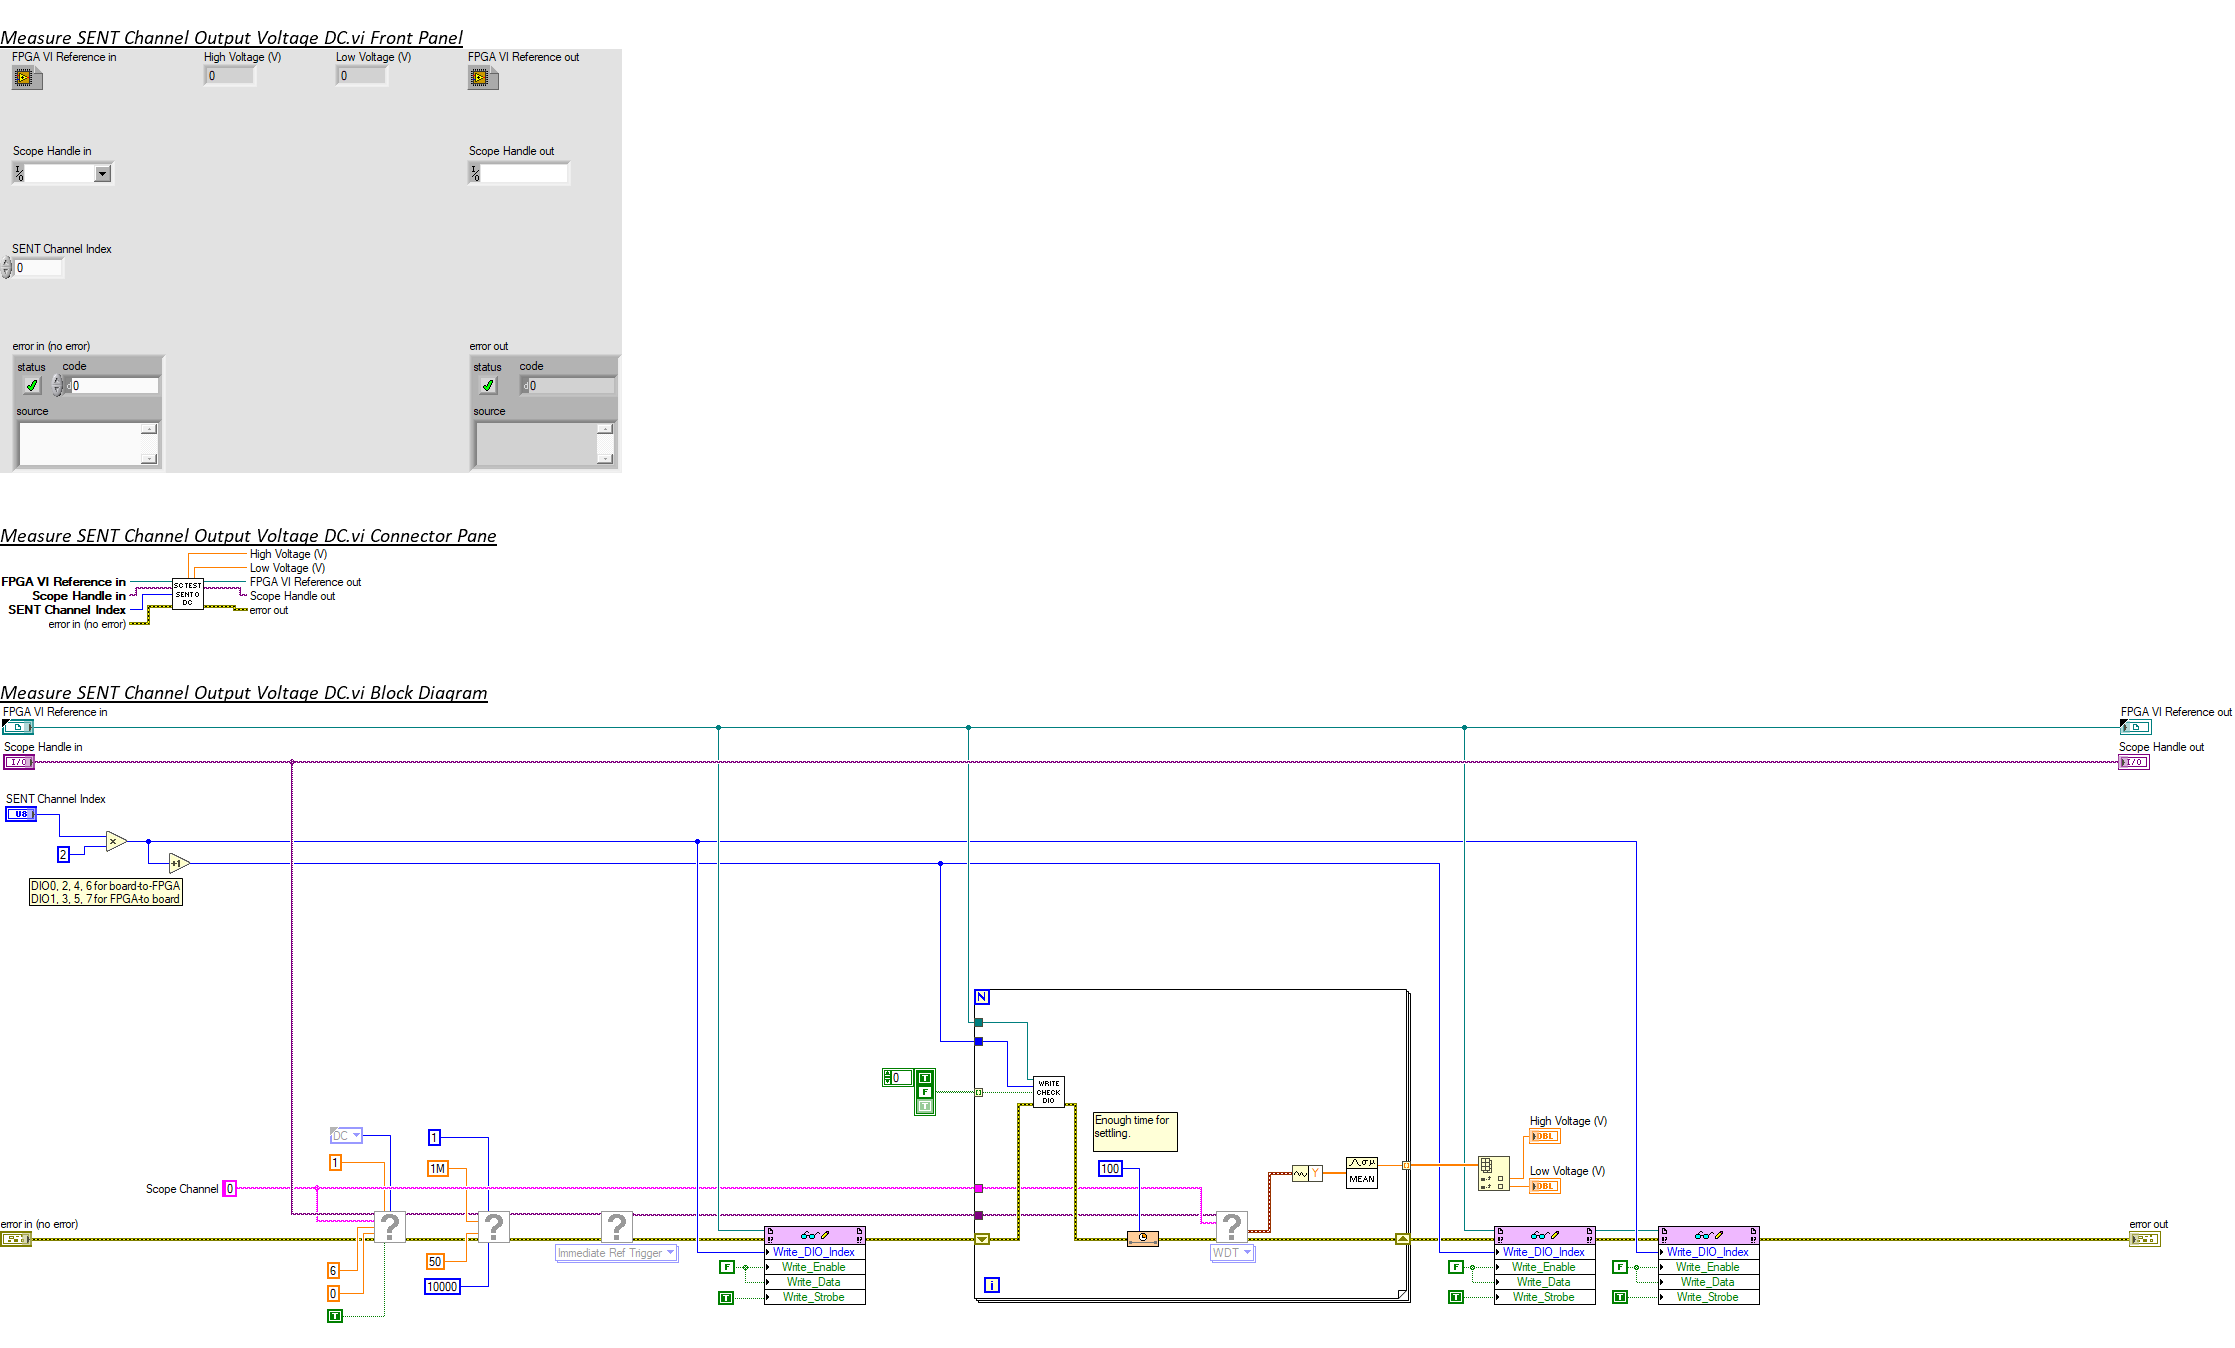 Measure SENT Channel Output Voltage DC.vi Front Panel
FPGA VI Reference in
High Voltage (V)
Low Voltage (V)
FPGA VI Reference out
0
0
Scope Handle in
Scope Handle out
I/O
I/O
SENT Channel Index
0
error in (no error)
error out
status code
status code
d 0
d 0
source
source
Measure SENT Channel Output Voltage DC.vi Connector Pane
High Voltage (V)
Low Voltage (V)
FPGA VI Reference in
FPGA VI Reference out
Scope Handle in
Scope Handle out
SENT Channel Index
error out
error in (no error)
SC TEST
SENT O
DC
Measure SENT Channel Output Voltage DC.vi Block Diagram
FPGA VI Reference in
FPGA VI Reference out
Scope Handle in
Scope Handle out
I/O
I/O
SENT Channel Index
U8
x
2
+1
DIO0, 2, 4, 6 for board-to-FPGA
DIO1, 3, 5, 7 for FPGA-to board
N
0
T
F
T
WRITE
CHECK
DIO
Enough time for
settling.
100
High Voltage (V)
DBL
Low Voltage (V)
DBL
DC
1
1
1M
Scope Channel 0
Y
MEAN
error in (no error)
error out
?
?
?
?
Immediate Ref Trigger
WDT
6
0
T
50
10000
i
F
T
Write_DIO_Index
Write_Enable
Write_Data
Write_Strobe
F
T
Write_DIO_Index
Write_Enable
Write_Data
Write_Strobe
F
T
Write_DIO_Index
Write_Enable
Write_Data
Write_Strobe